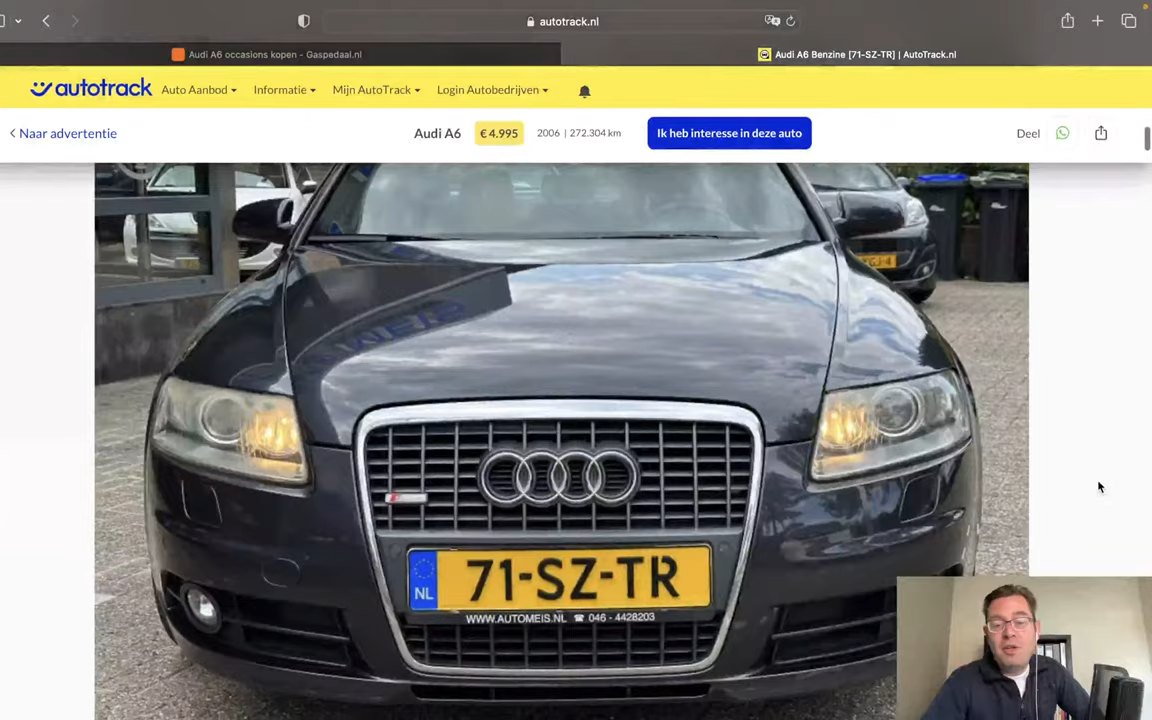 autotrack.nl
Audi A6 occasions kopen - Gaspedaal.nl
Audi A6 Benzine [71-SZ-TR] | AutoTrack.nl
autotrack Auto Aanbod Informatie Mijn AutoTrack Login Autobedrijven
Naar advertentie Audi A6 € 4.995 2006 | 272.304 km Ik heb interesse in deze auto Deel
NL 71-SZ-TR
WWW.AUTOMEIS.NL ☎ 046 - 4428203